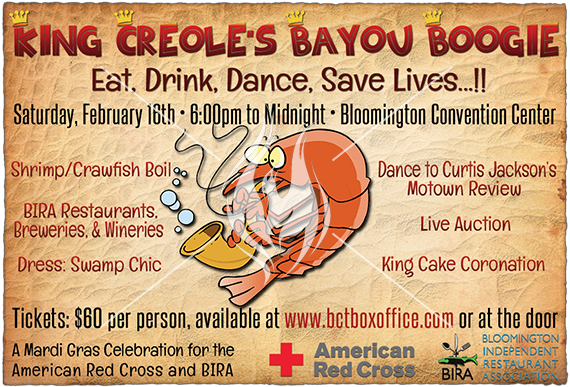 KING CREOLE'S BAYOU BOOGIE
Eat, Drink, Dance, Save Lives...!!
Saturday, February 16th • 6:00pm to Midnight • Bloomington Convention Center
Shrimp/Crawfish Boil
BIRA Restaurants,
Breweries, & Wineries
Dress: Swamp Chic
Dance to Curtis Jackson's
Motown Review
Live Auction
King Cake Coronation
Tickets: $60 per person, available at www.bctboxoffice.com or at the door
A Mardi Gras Celebration for the
American Red Cross and BIRA
American
Red Cross
BIRA
BLOOMINGTON
INDEPENDENT
RESTAURANT
ASSOCIATION